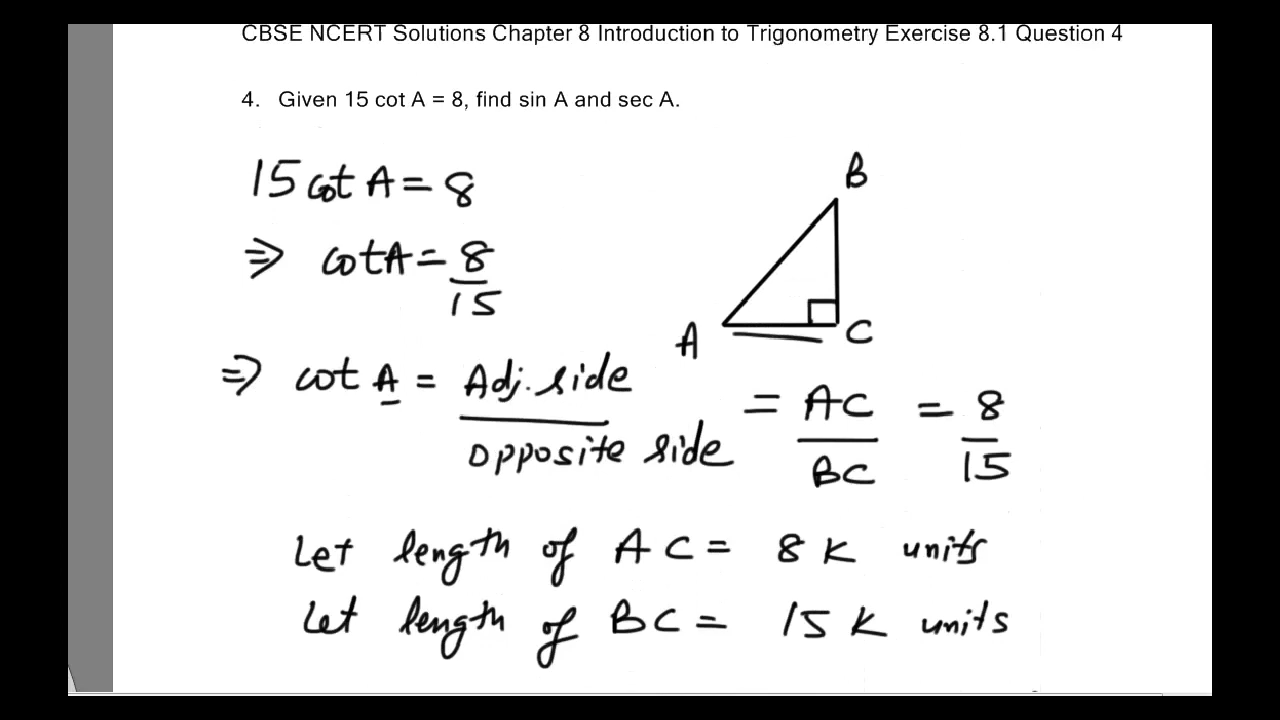 CBSE NCERT Solutions Chapter 8 Introduction to Trigonometry Exercise 8.1 Question 4
4. Given 15 cot A = 8, find sin A and sec A.
15 cot A = 8
⇒ cot A = 8/15
B
A
C
⇒ cot A = Adj. side / opposite side = AC / BC = 8/15
Let length of AC = 8 K units
Let length of BC = 15 K units